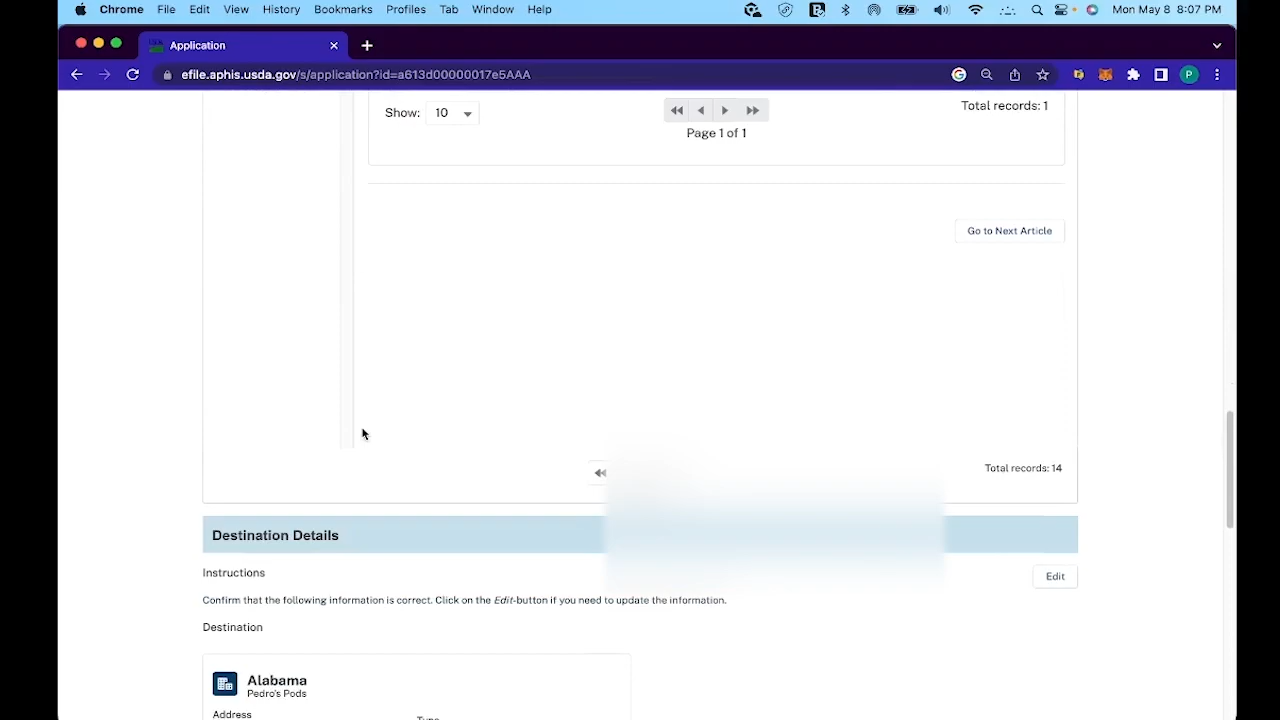 Chrome File Edit View History Bookmarks Profiles Tab Window Help Mon May 8 8:07 PM
Application
efile.aphis.usda.gov/s/application?id=a613d00000017e5AAA P
Show: 10 Total records: 1
Page 1 of 1
Go to Next Article
Total records: 14
Destination Details
Instructions
Edit
Confirm that the following information is correct. Click on the Edit-button if you need to update the information.
Destination
Alabama
Pedro's Pods
Address
Type